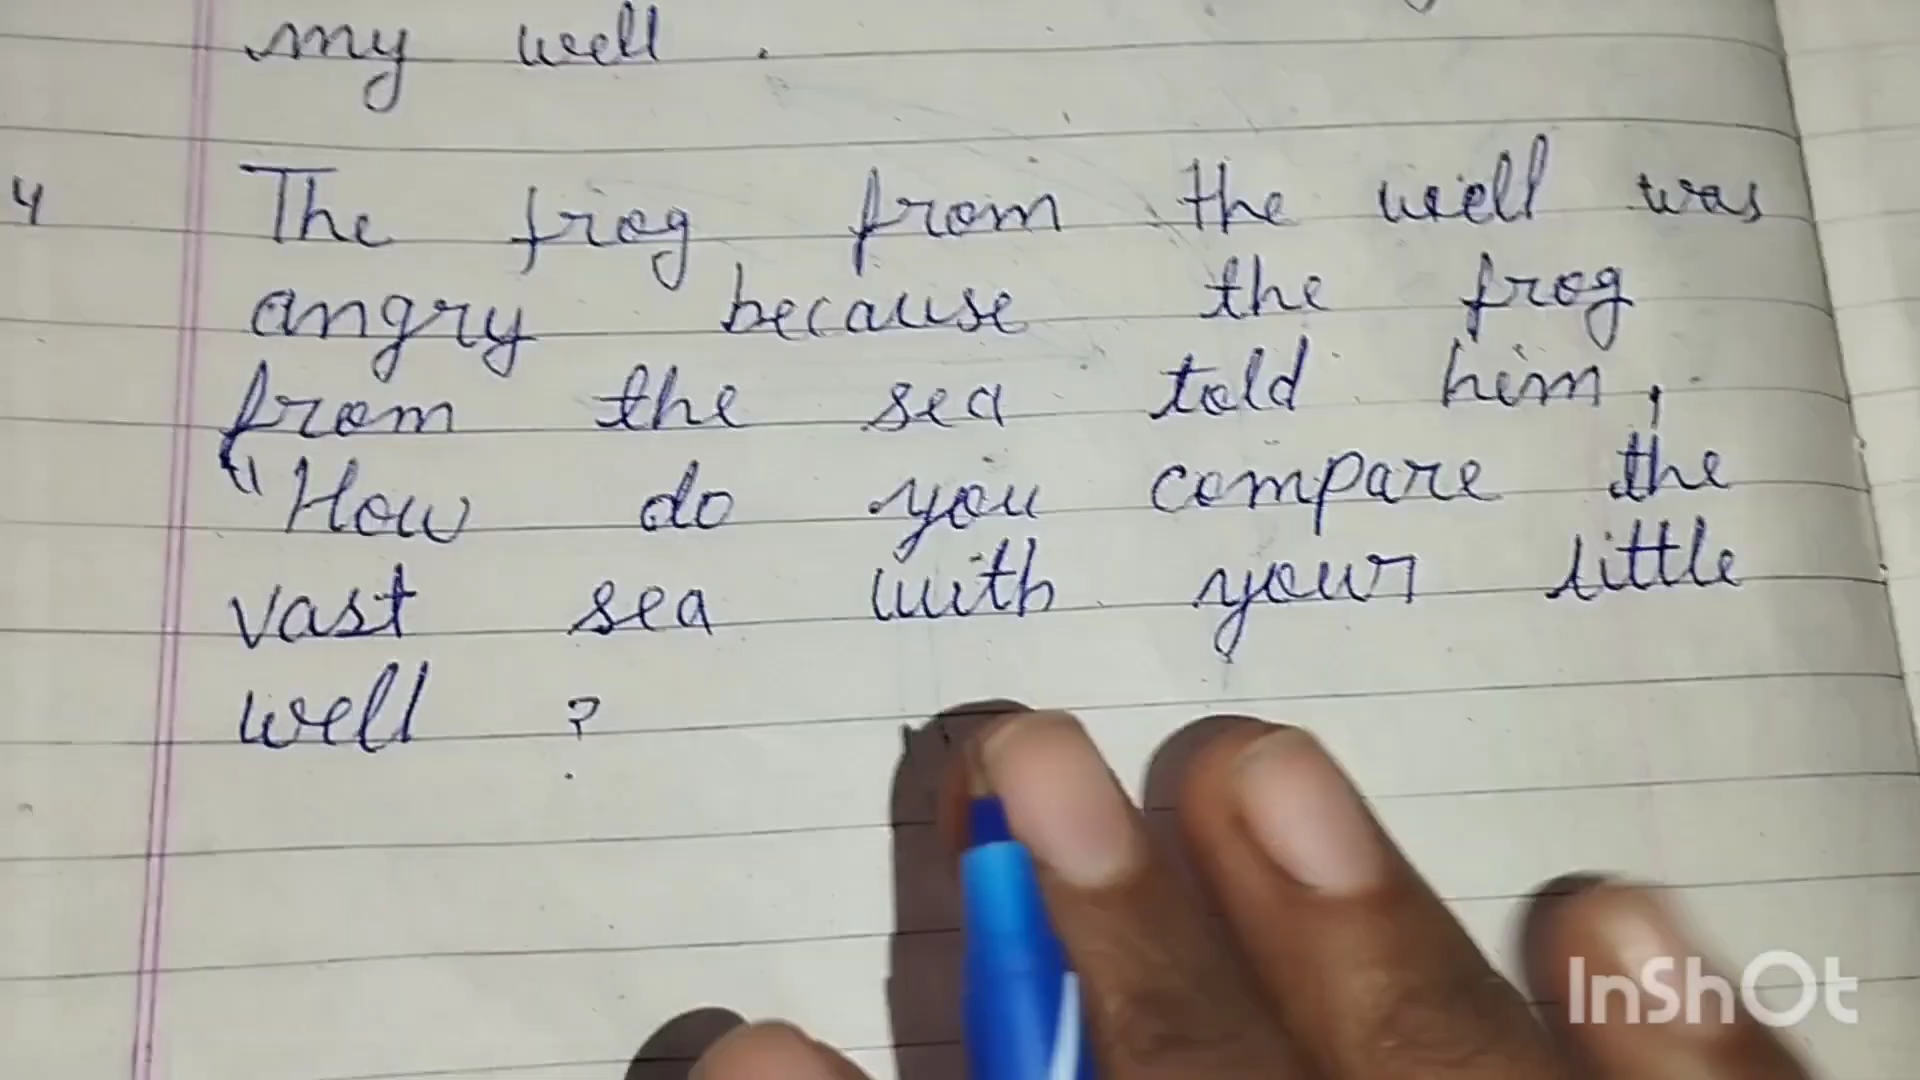 my well .
4 The frog from the well was
angry because the frog
from the sea told him,
"How do you compare the
vast sea with your little
well ?
InShOt